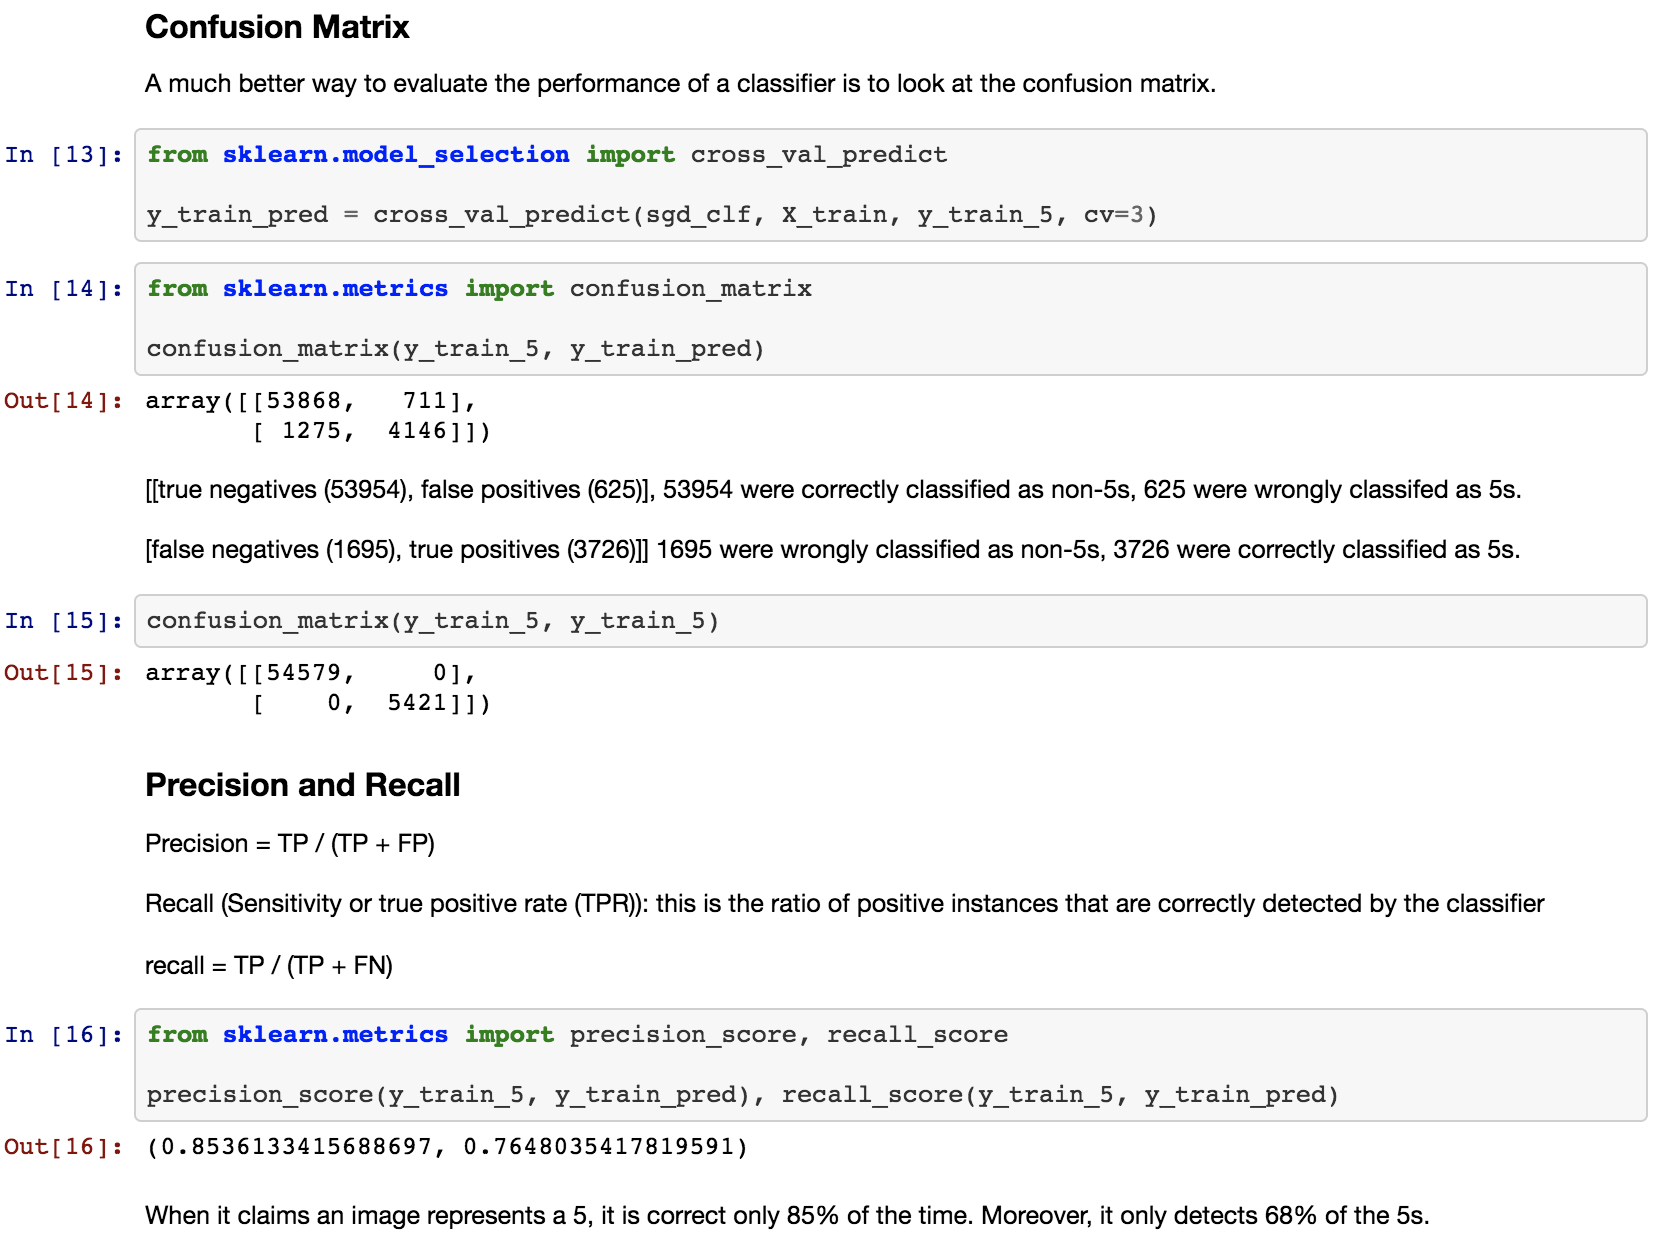 Confusion Matrix
A much better way to evaluate the performance of a classifier is to look at the confusion matrix.
In [13]: from sklearn.model_selection import cross_val_predict
y_train_pred = cross_val_predict(sgd_clf, X_train, y_train_5, cv=3)
In [14]: from sklearn.metrics import confusion_matrix
confusion_matrix(y_train_5, y_train_pred)
Out[14]: array([[53868,   711],
[ 1275,  4146]])
[[true negatives (53954), false positives (625)], 53954 were correctly classified as non-5s, 625 were wrongly classifed as 5s.
[false negatives (1695), true positives (3726)]] 1695 were wrongly classified as non-5s, 3726 were correctly classified as 5s.
In [15]: confusion_matrix(y_train_5, y_train_5)
Out[15]: array([[54579,     0],
[    0,  5421]])
Precision and Recall
Precision = TP / (TP + FP)
Recall (Sensitivity or true positive rate (TPR)): this is the ratio of positive instances that are correctly detected by the classifier
recall = TP / (TP + FN)
In [16]: from sklearn.metrics import precision_score, recall_score
precision_score(y_train_5, y_train_pred), recall_score(y_train_5, y_train_pred)
Out[16]: (0.8536133415688697, 0.7648035417819591)
When it claims an image represents a 5, it is correct only 85% of the time. Moreover, it only detects 68% of the 5s.